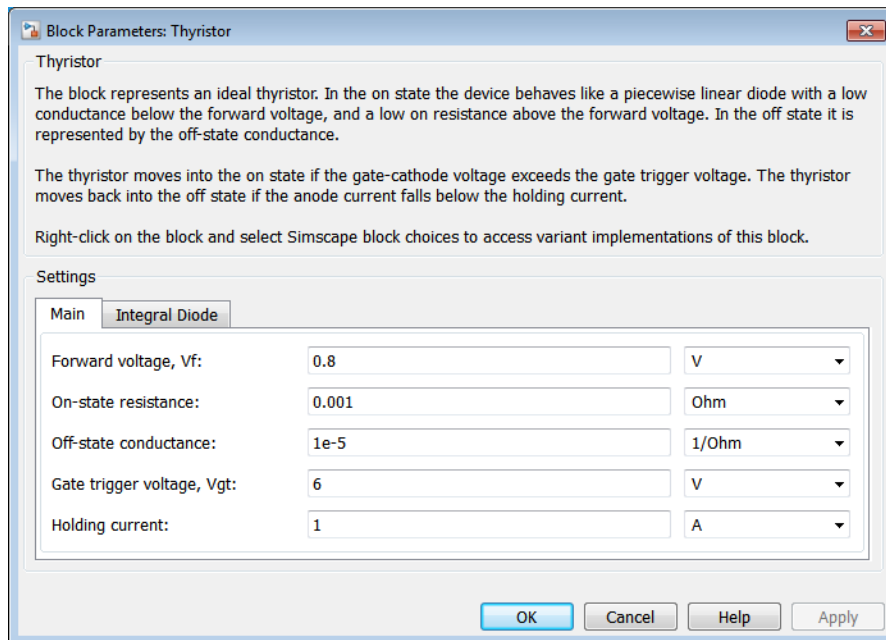 Block Parameters: Thyristor
Thyristor
The block represents an ideal thyristor. In the on state the device behaves like a piecewise linear diode with a low
conductance below the forward voltage, and a low on resistance above the forward voltage. In the off state it is
represented by the off-state conductance.
The thyristor moves into the on state if the gate-cathode voltage exceeds the gate trigger voltage. The thyristor
moves back into the off state if the anode current falls below the holding current.
Right-click on the block and select Simscape block choices to access variant implementations of this block.
Settings
Main Integral Diode
Forward voltage, Vf: 0.8 V
On-state resistance: 0.001 Ohm
Off-state conductance: 1e-5 1/Ohm
Gate trigger voltage, Vgt: 6 V
Holding current: 1 A
OK Cancel Help Apply